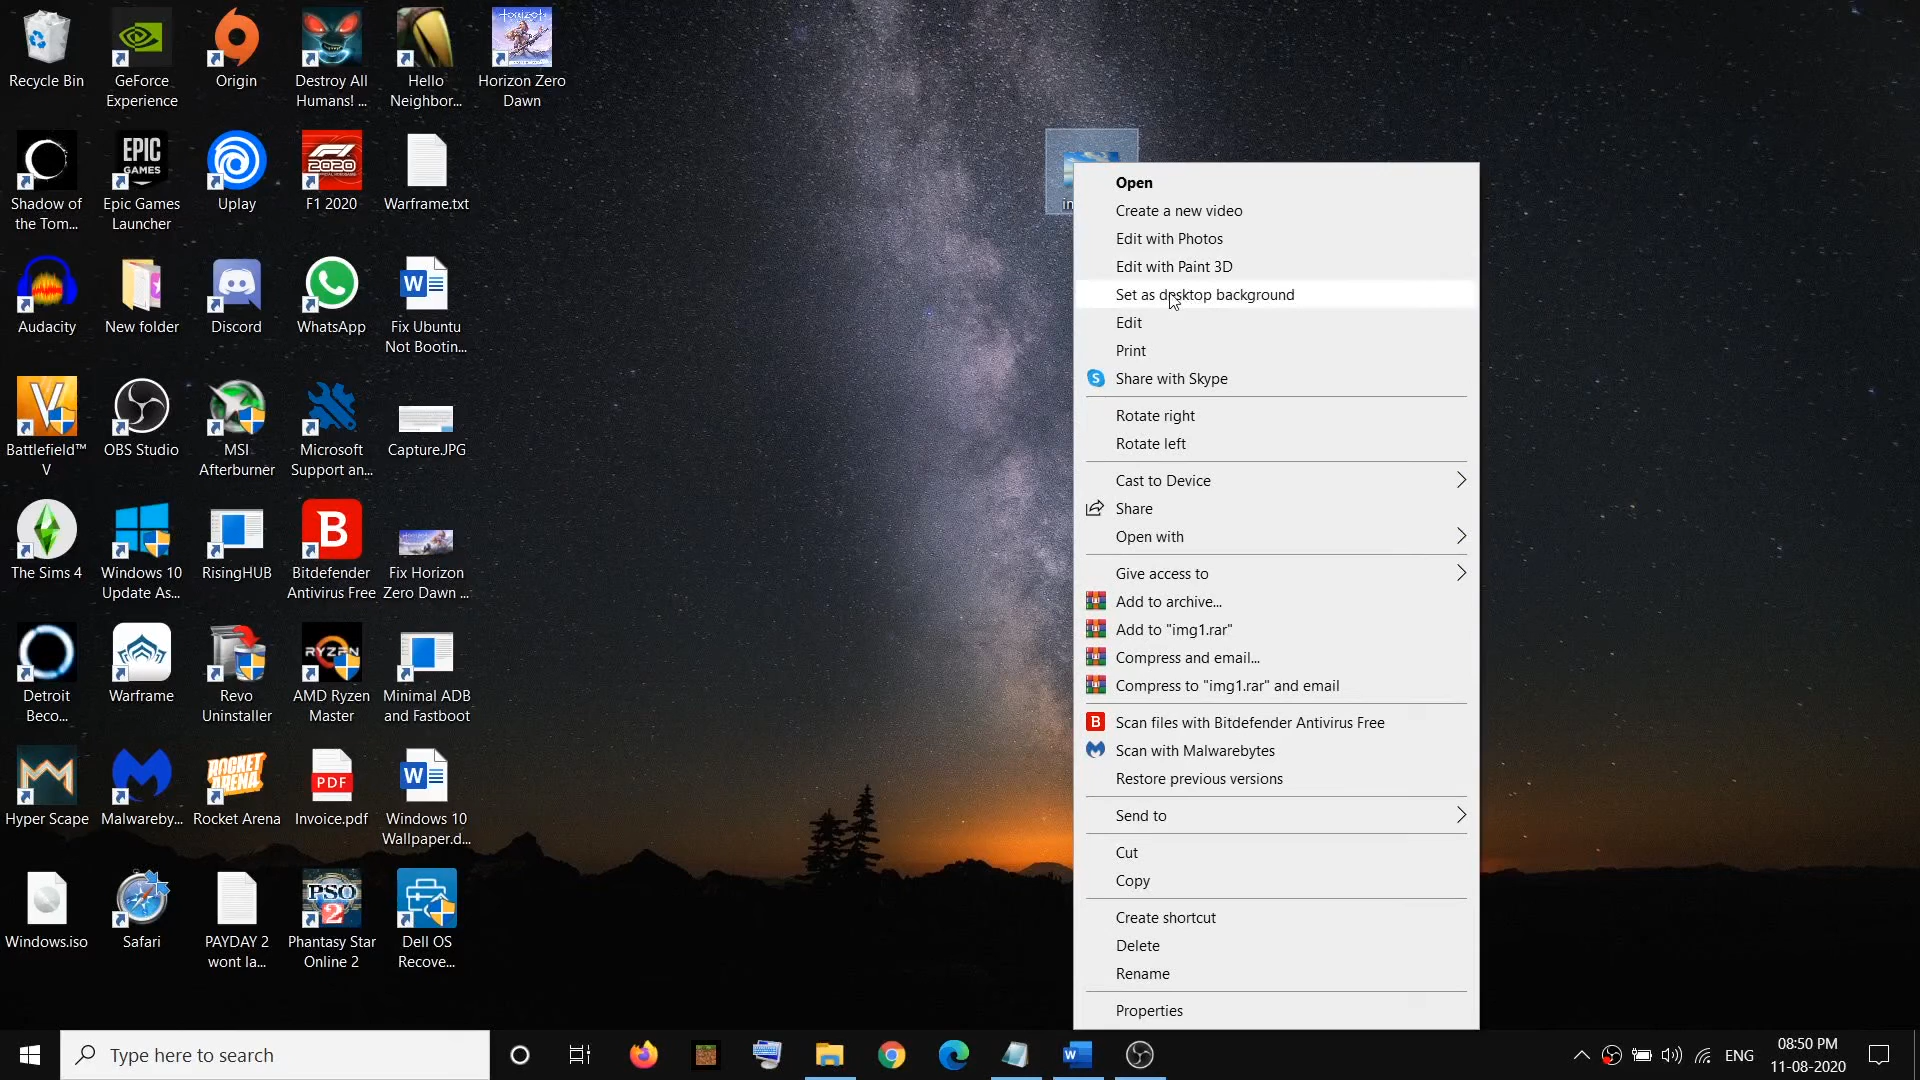 Recycle Bin
GeForce
Experience
Origin
Destroy All
Humans! ...
Hello
Neighbor...
Horizon Zero
Dawn
Shadow of
the Tom...
EPIC
GAMES
Epic Games
Launcher
Uplay
F1 2020
Warframe.txt
Audacity
New folder
Discord
WhatsApp
Fix Ubuntu
Not Bootin...
Battlefield™
V
OBS Studio
MSI
Afterburner
Microsoft
Support an...
Capture.JPG
The Sims 4
Windows 10
Update As...
RisingHUB
Bitdefender
Antivirus Free
Fix Horizon
Zero Dawn ...
Detroit
Beco...
Warframe
Revo
Uninstaller
RYZEN
AMD Ryzen
Master
Minimal ADB
and Fastboot
Hyper Scape
Malwareby...
ROCKET
ARENA
Rocket Arena
PDF
Invoice.pdf
Windows 10
Wallpaper.d...
Windows.iso
Safari
PAYDAY 2
wont la...
PSO
2
Phantasy Star
Online 2
Dell OS
Recove...
Open
Create a new video
Edit with Photos
Edit with Paint 3D
Set as desktop background
Edit
Print
Share with Skype
Rotate right
Rotate left
Cast to Device
Share
Open with
Give access to
Add to archive...
Add to "img1.rar"
Compress and email...
Compress to "img1.rar" and email
Scan files with Bitdefender Antivirus Free
Scan with Malwarebytes
Restore previous versions
Send to
Cut
Copy
Create shortcut
Delete
Rename
Properties
Type here to search
ENG
08:50 PM
11-08-2020